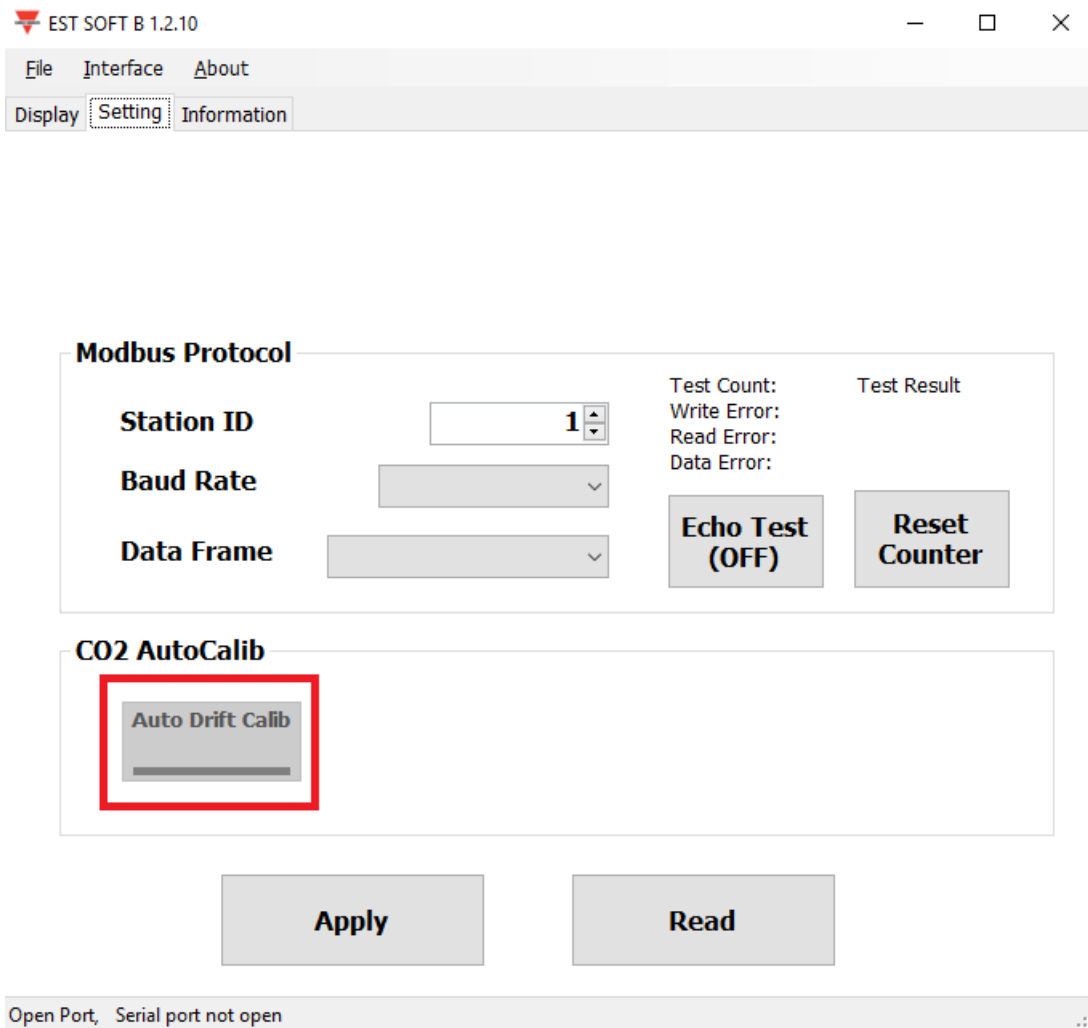 EST SOFT B 1.2.10
File Interface About
Display Setting Information
Modbus Protocol
Station ID 1
Baud Rate
Data Frame
Test Count: Test Result
Write Error:
Read Error:
Data Error:
Echo Test
(OFF)
Reset
Counter
CO2 AutoCalib
Auto Drift Calib
Apply Read
Open Port, Serial port not open